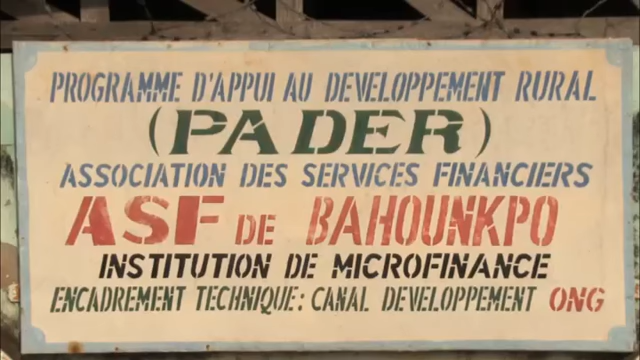 PROGRAMME D'APPUI AU DEVELOPPEMENT RURAL
(PADER)
ASSOCIATION DES SERVICES FINANCIERS
ASF DE BAHOUNKPO
INSTITUTION DE MICROFINANCE
ENCADREMENT TECHNIQUE: CANAL DEVELOPPEMENT ONG